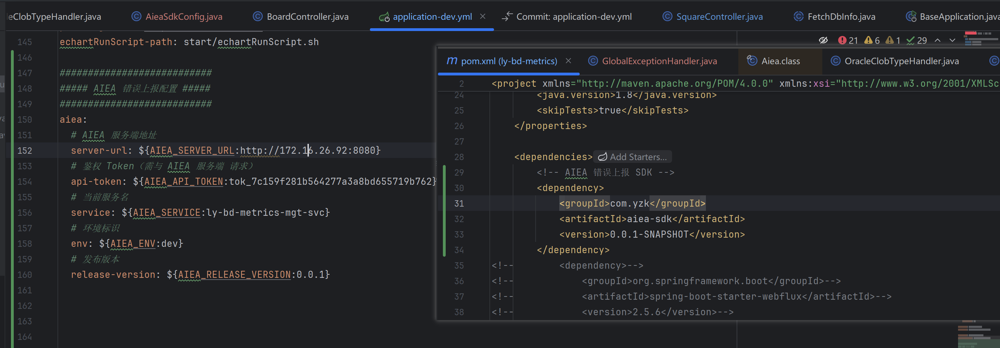 eClobTypeHandler.java AieaSdkConfig.java BoardController.java application-dev.yml Commit: application-dev.yml SquareController.java FetchDbInfo.java BaseApplication.java
145 echartRunScript-path: start/echartRunScript.sh
21 6 1 29
146
147 ###########################
148 ##### AIEA 错误上报配置 #####
149 ###########################
150 aiea:
151 # AIEA 服务端地址
152 server-url: ${AIEA_SERVER_URL:http://172.16.26.92:8080}
153 # 鉴权 Token（需与 AIEA 服务端 请求）
154 api-token: ${AIEA_API_TOKEN:tok_7c159f281b564277a3a8bd655719b762}
155 # 当前服务名
156 service: ${AIEA_SERVICE:ly-bd-metrics-mgt-svc}
157 # 环境标识
158 env: ${AIEA_ENV:dev}
159 # 发布版本
160 release-version: ${AIEA_RELEASE_VERSION:0.0.1}
161
162
163
164
pom.xml (ly-bd-metrics) GlobalExceptionHandler.java Aiea.class OracleClobTypeHandler.java
2 <project xmlns="http://maven.apache.org/POM/4.0.0" xmlns:xsi="http://www.w3.org/2001/XMLSc
24 <java.version>1.8</java.version>
25 <skipTests>true</skipTests>
26 </properties>
27
28 <dependencies> Add Starters...
29 <!-- AIEA 错误上报 SDK -->
30 <dependency>
31 <groupId>com.yzk</groupId>
32 <artifactId>aiea-sdk</artifactId>
33 <version>0.0.1-SNAPSHOT</version>
34 </dependency>
35 <!-- <dependency>-->
36 <!-- <groupId>org.springframework.boot</groupId>-->
37 <!-- <artifactId>spring-boot-starter-webflux</artifactId>-->
38 <!-- <version>2.5.6</version>-->